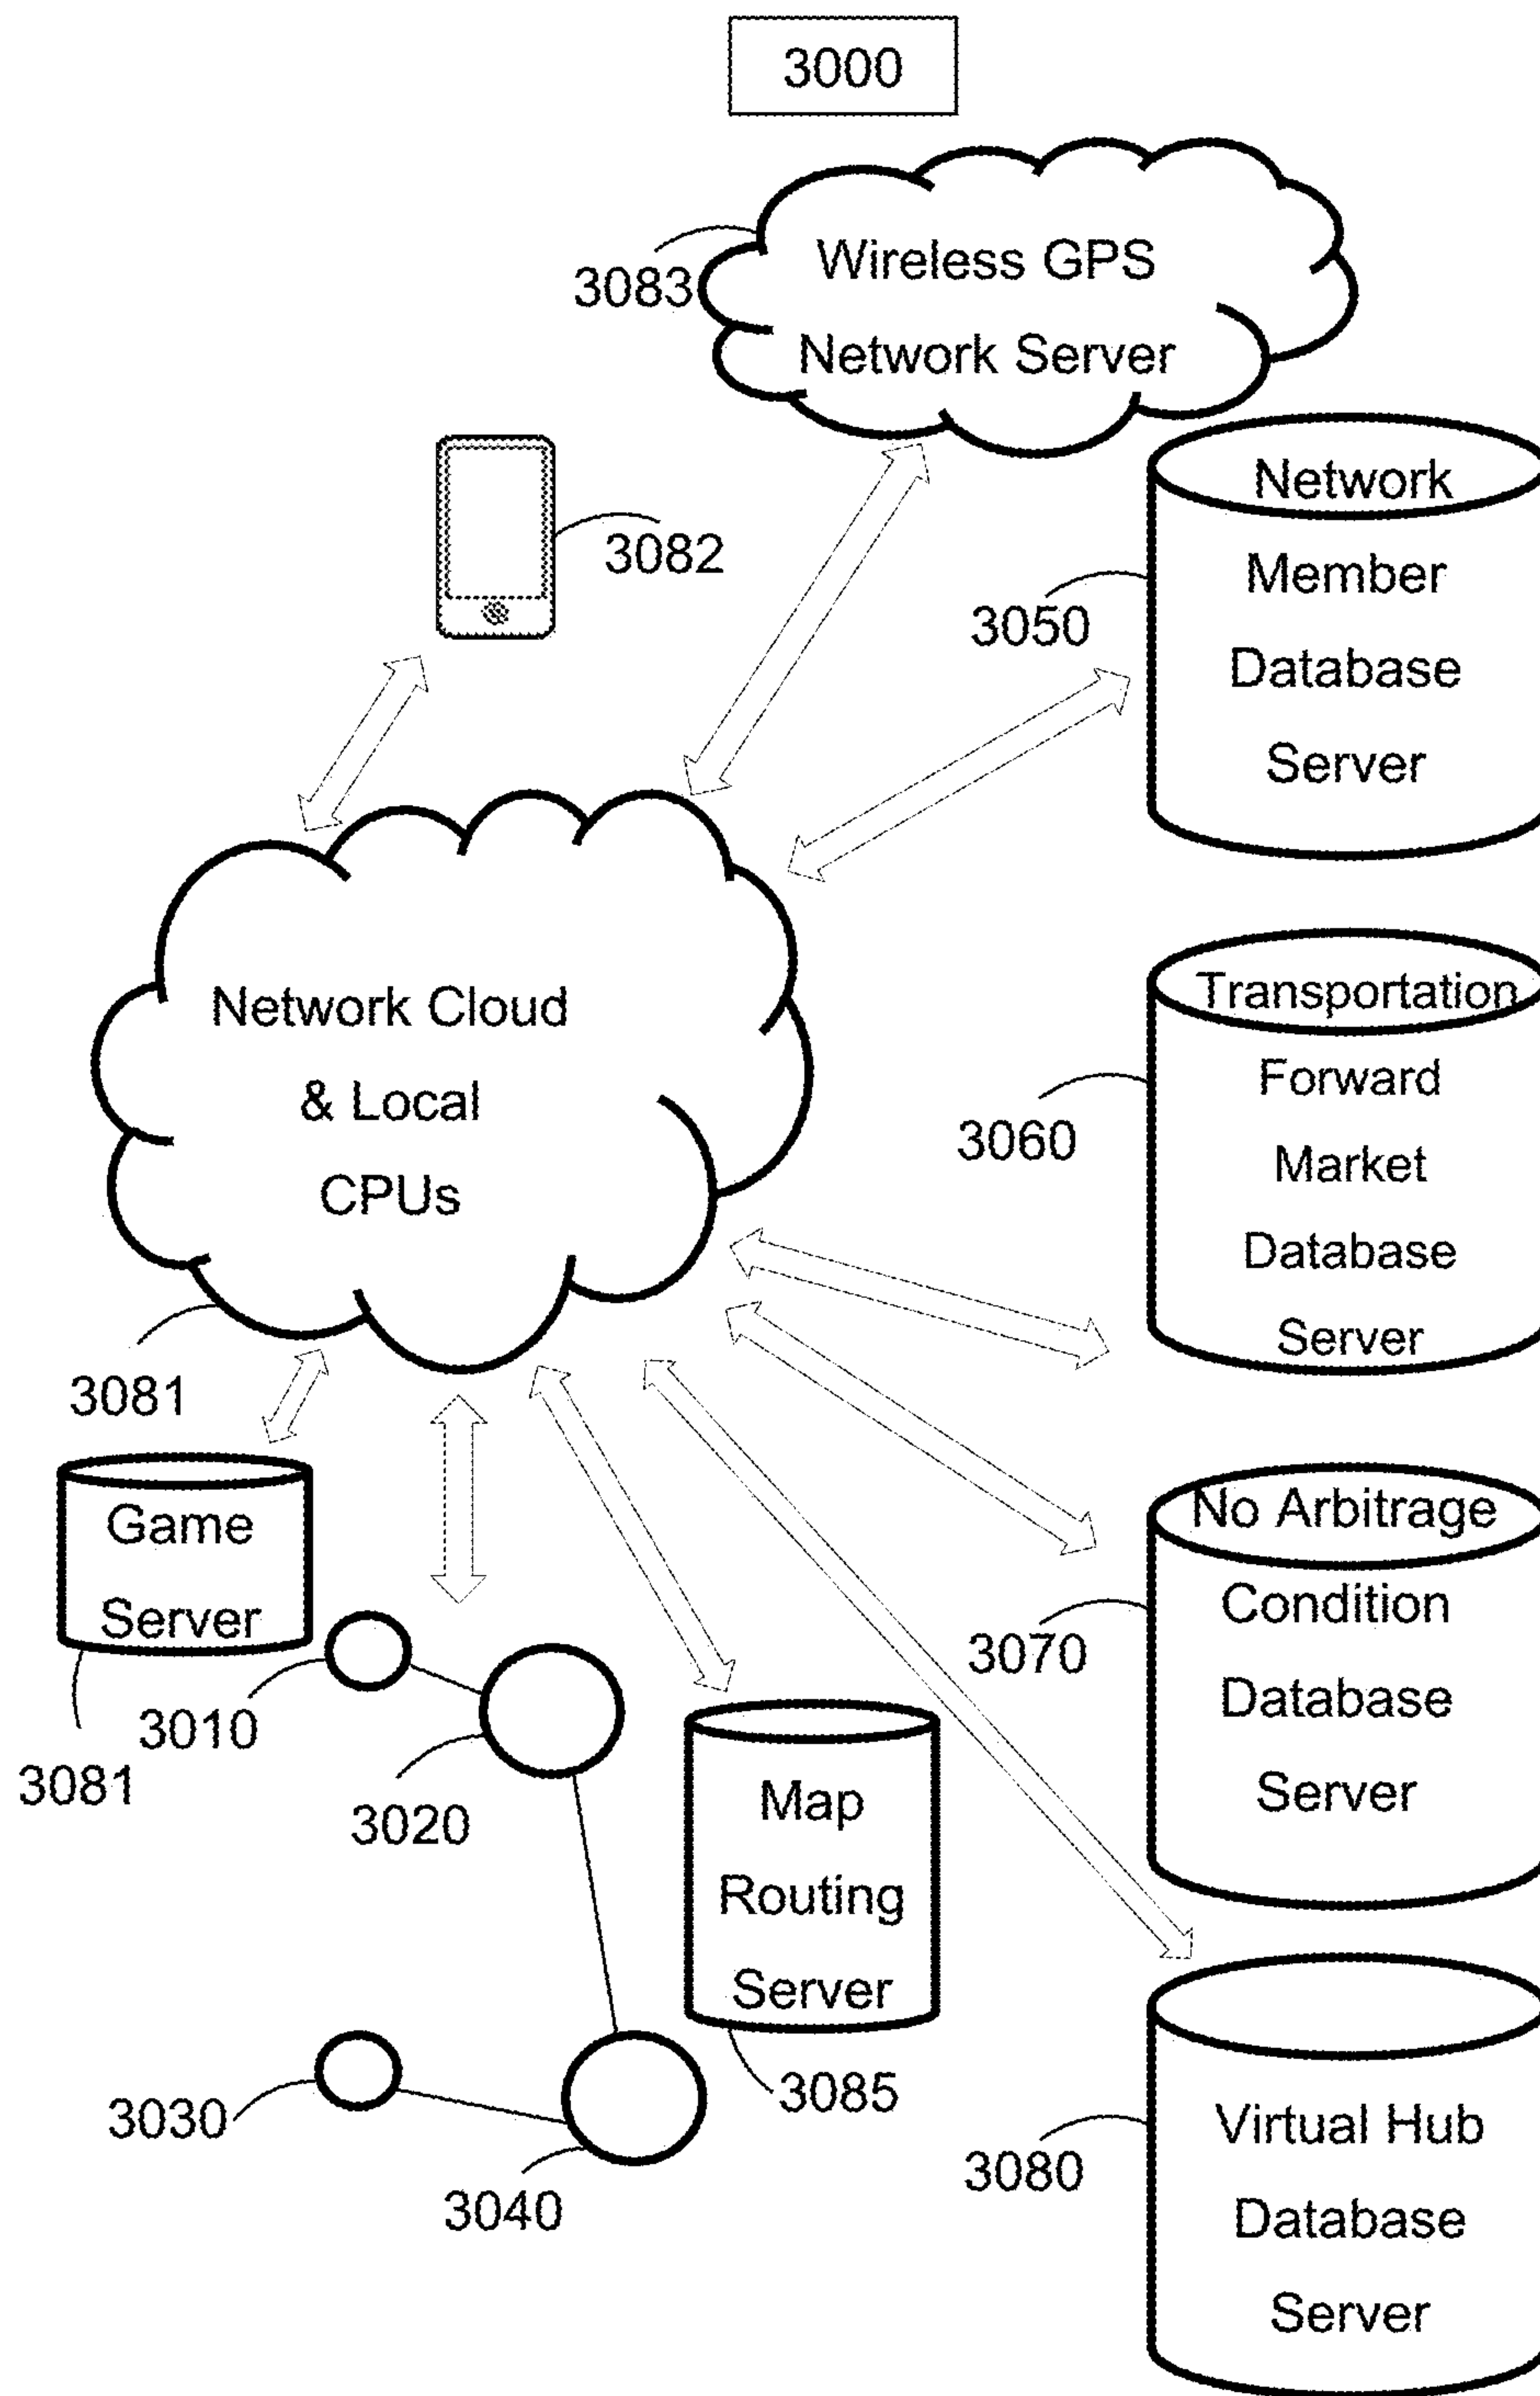 3000
Wireless GPS
Network Server
3083
3082
Network
Member
Database
Server
3050
Network Cloud
& Local
CPUs
3081
Transportation
Forward
Market
Database
Server
3060
Game
Server
3081
3010
3020
3030
3040
Map
Routing
Server
3085
No Arbitrage
Condition
Database
Server
3070
Virtual Hub
Database
Server
3080